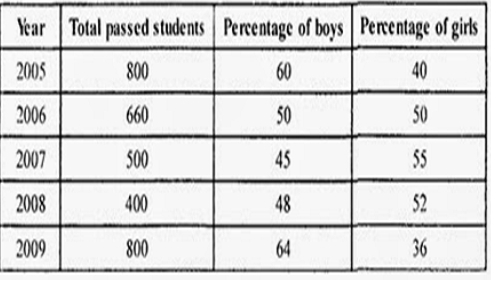 Year Total passed students Percentage of boys Percentage of girls
2005 800 60 40
2006 660 50 50
2007 500 45 55
2008 400 48 52
2009 800 64 36